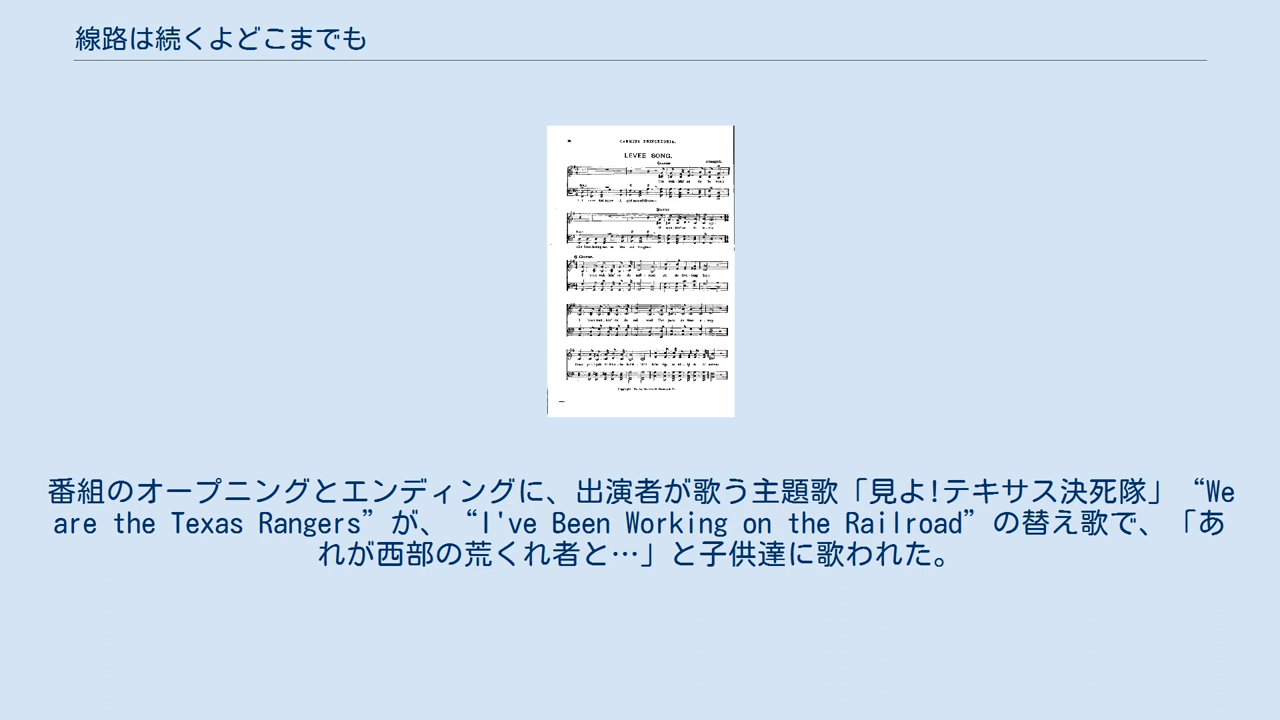 線路は続くよどこまでも
LEVEE SONG.
番組のオープニングとエンディングに、出演者が歌う主題歌「見よ!テキサス決死隊」“We
are the Texas Rangers”が、“I've Been Working on the Railroad”の替え歌で、「あ
れが西部の荒くれ者と…」と子供達に歌われた。